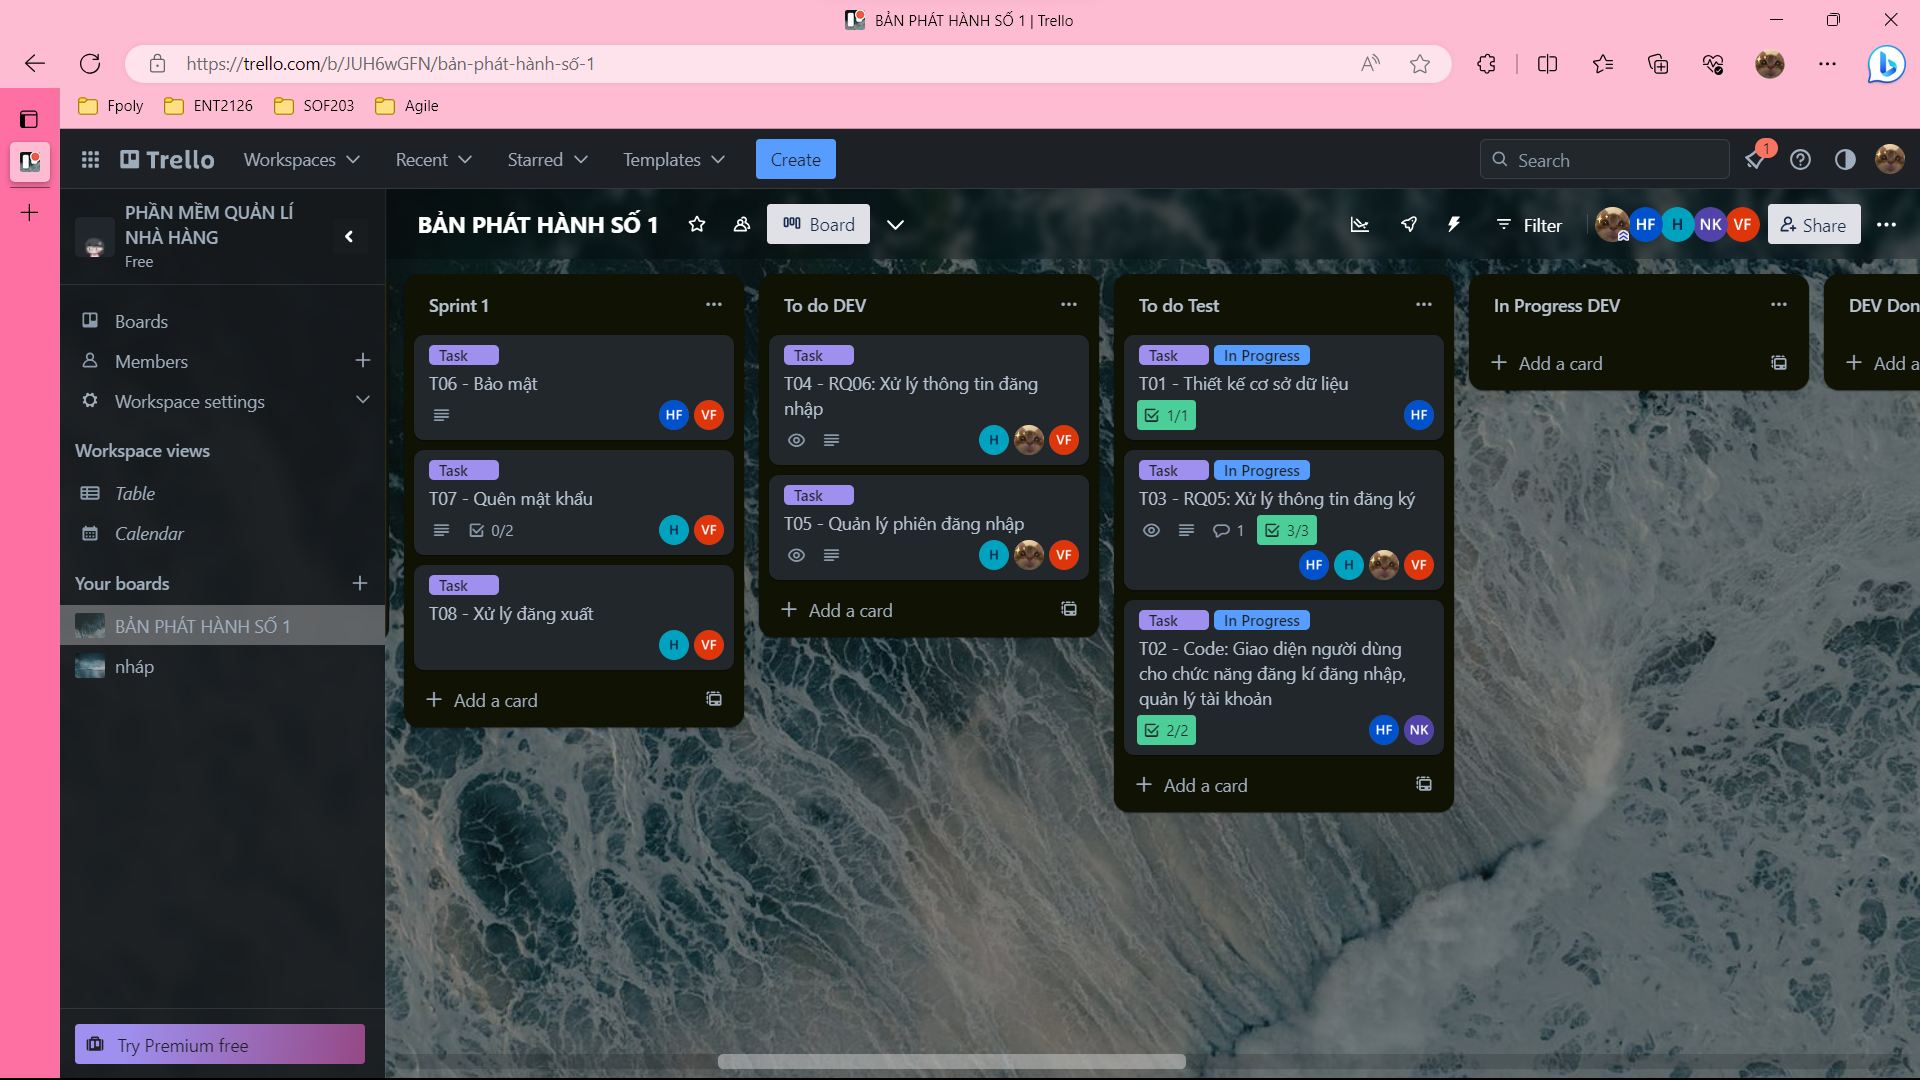 BẢN PHÁT HÀNH SỐ 1 | Trello
https://trello.com/b/JUH6wGFN/bản-phát-hành-số-1
Fpoly
ENT2126
SOF203
Agile
Trello
Workspaces
Recent
Starred
Templates
Create
Search
1
PHẦN MỀM QUẢN LÍ
NHÀ HÀNG
Free
BẢN PHÁT HÀNH SỐ 1
Board
Filter
HF
H
NK
VF
Share
Boards
Members
Workspace settings
Workspace views
Table
Calendar
Your boards
BẢN PHÁT HÀNH SỐ 1
nháp
Try Premium free
Sprint 1
Task
T06 - Bảo mật
HF
VF
Task
T07 - Quên mật khẩu
0/2
H
VF
Task
T08 - Xử lý đăng xuất
H
VF
Add a card
To do DEV
Task
T04 - RQ06: Xử lý thông tin đăng
nhập
H
VF
Task
T05 - Quản lý phiên đăng nhập
H
VF
Add a card
To do Test
Task
In Progress
T01 - Thiết kế cơ sở dữ liệu
1/1
HF
Task
In Progress
T03 - RQ05: Xử lý thông tin đăng ký
1
3/3
HF
H
VF
Task
In Progress
T02 - Code: Giao diện người dùng
cho chức năng đăng kí đăng nhập,
quản lý tài khoản
2/2
HF
NK
Add a card
In Progress DEV
Add a card
DEV Don
Add a